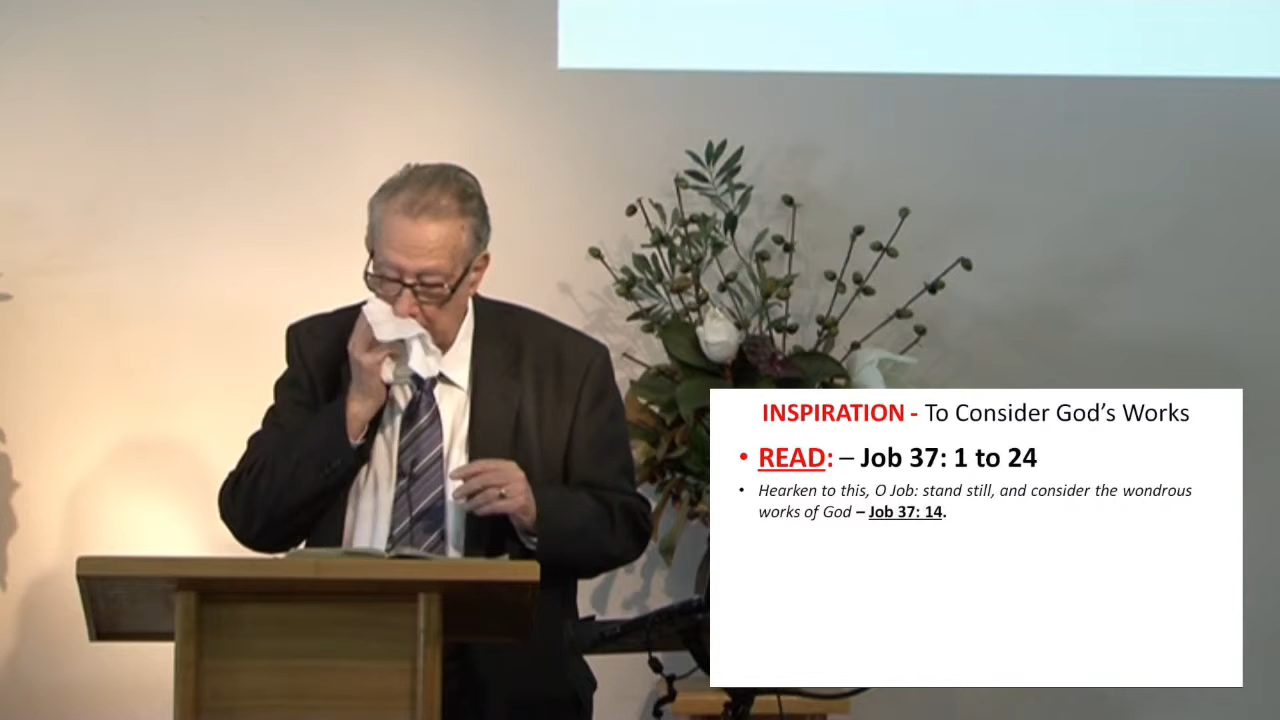 INSPIRATION - To Consider God’s Works
• READ: – Job 37: 1 to 24
• Hearken to this, O Job: stand still, and consider the wondrous
works of God – Job 37: 14.